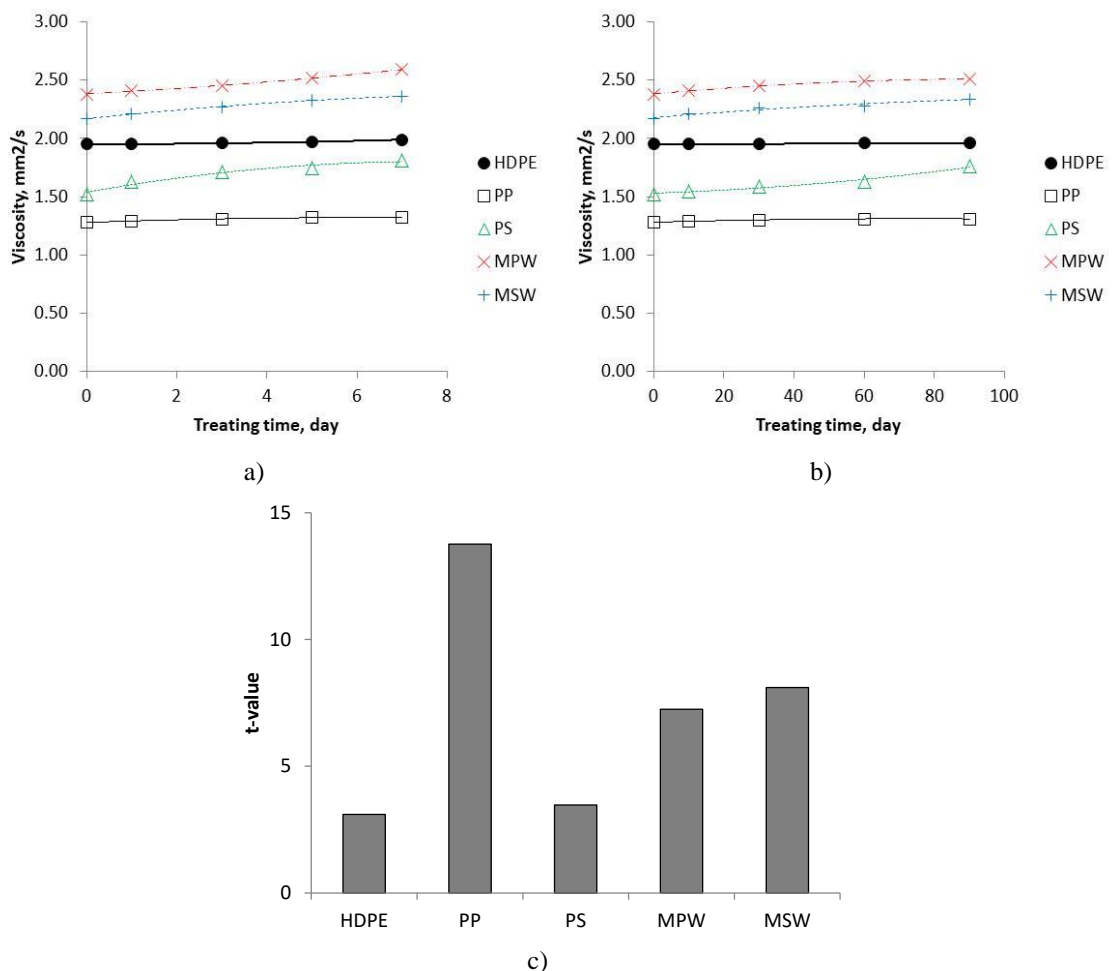 3.00
2.50
2.00
1.50
1.00
0.50
0.00
Viscosity, mm2/s
0 2 4 6 8
Treating time, day
HDPE
PP
PS
MPW
MSW
a)
3.00
2.50
2.00
1.50
1.00
0.50
0.00
Viscosity, mm2/s
0 20 40 60 80 100
Treating time, day
HDPE
PP
PS
MPW
MSW
b)
15
10
5
0
t-value
HDPE PP PS MPW MSW
c)